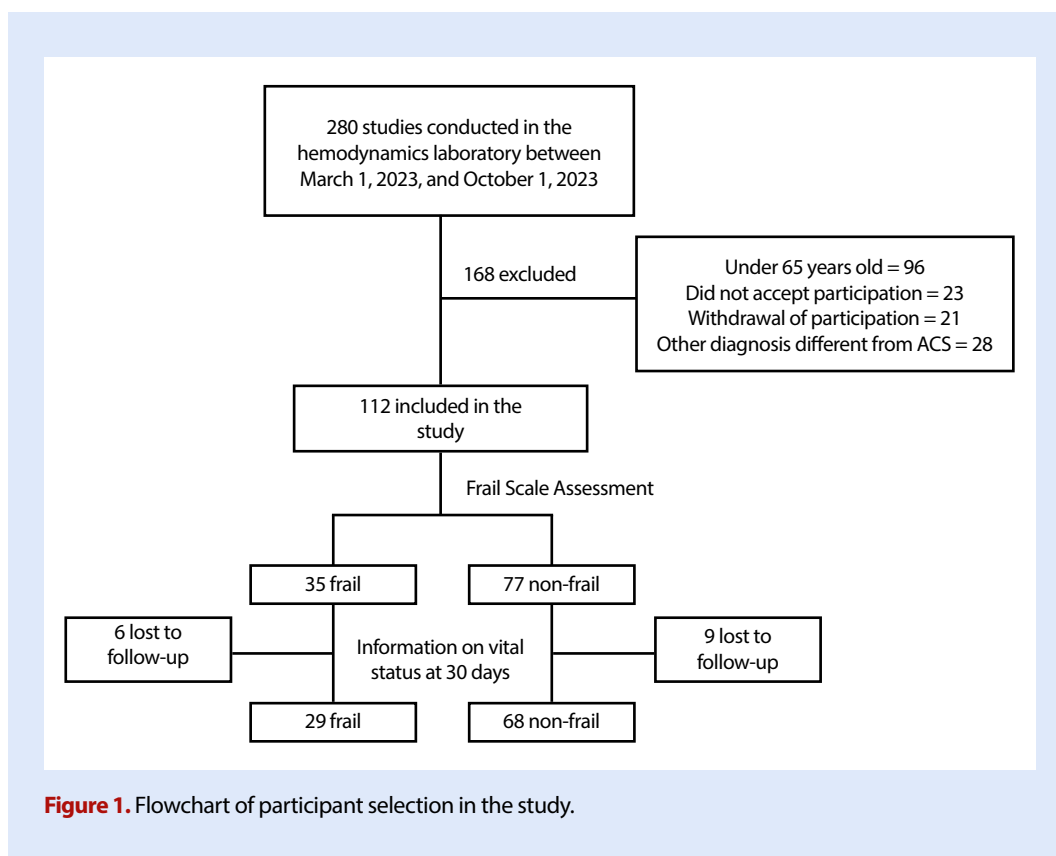 280 studies conducted in the
hemodynamics laboratory between
March 1, 2023, and October 1, 2023
168 excluded
Under 65 years old = 96
Did not accept participation = 23
Withdrawal of participation = 21
Other diagnosis different from ACS = 28
112 included in the
study
Frail Scale Assessment
35 frail
77 non-frail
6 lost to
follow-up
Information on vital
status at 30 days
9 lost to
follow-up
29 frail
68 non-frail
Figure 1. Flowchart of participant selection in the study.